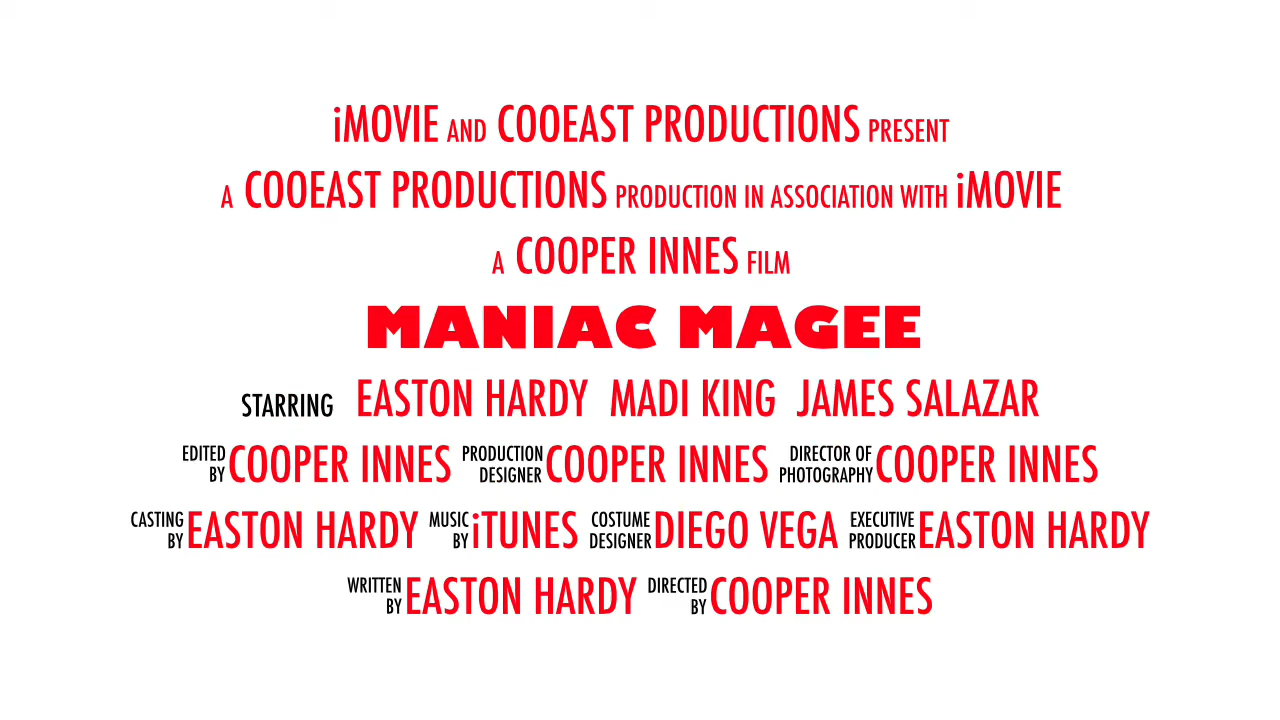 iMOVIE AND COOEAST PRODUCTIONS PRESENT
A COOEAST PRODUCTIONS PRODUCTION IN ASSOCIATION WITH iMOVIE
A COOPER INNES FILM
MANIAC MAGEE
STARRING EASTON HARDY MADI KING JAMES SALAZAR
EDITED BY COOPER INNES PRODUCTION DESIGNER COOPER INNES DIRECTOR OF PHOTOGRAPHY COOPER INNES
CASTING BY EASTON HARDY MUSIC BY iTUNES COSTUME DESIGNER DIEGO VEGA EXECUTIVE PRODUCER EASTON HARDY
WRITTEN BY EASTON HARDY DIRECTED BY COOPER INNES